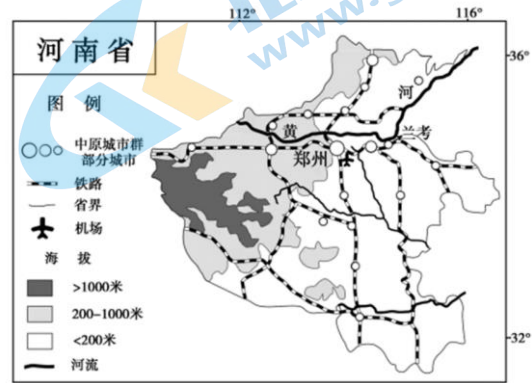 112°
116°
36°
32°
河南省
图 例
中原城市群
部分城市
铁路
省界
机场
海 拔
>1000米
200-1000米
<200米
河流
黄
河
兰考
郑州
www.